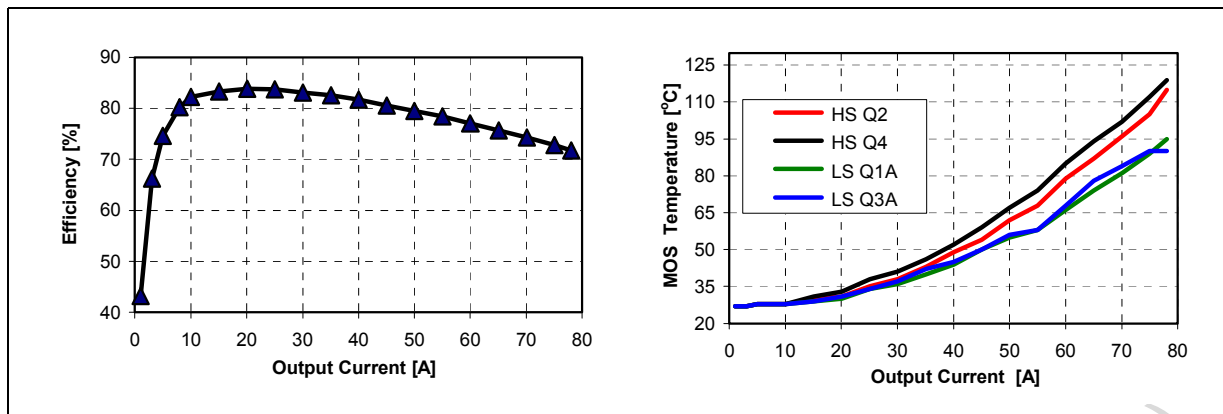 Efficiency [%]
90
80
70
60
50
40
0 10 20 30 40 50 60 70 80
Output Current [A]
MOS Temperature [°C]
125
110
95
80
65
50
35
20
HS Q2
HS Q4
LS Q1A
LS Q3A
0 10 20 30 40 50 60 70 80
Output Current [A]